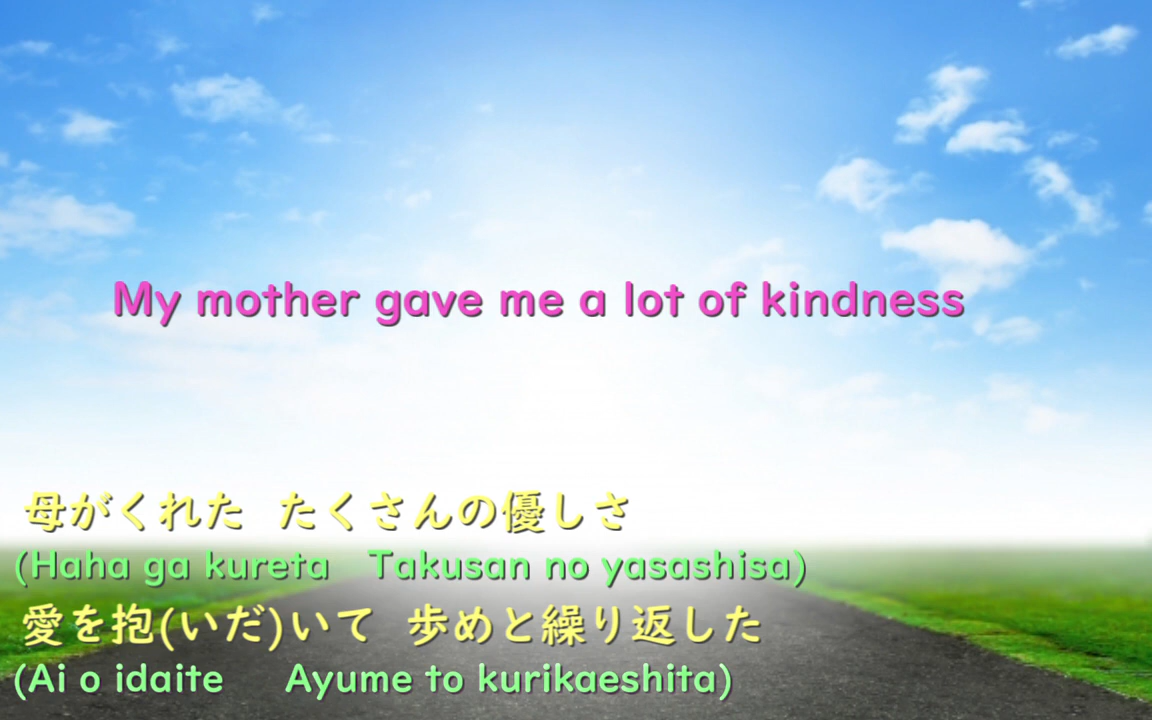 My mother gave me a lot of kindness
母がくれた　たくさんの優しさ
(Haha ga kureta　Takusan no yasashisa)
愛を抱(いだ)いて　歩めと繰り返した
(Ai o idaite　Ayume to kurikaeshita)